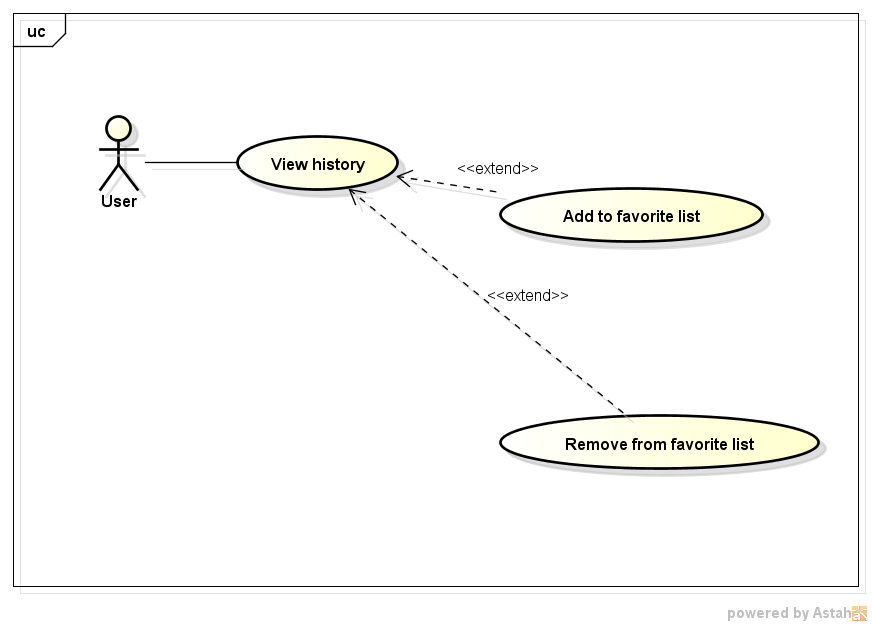 uc
View history
<<extend>>
Add to favorite list
User
<<extend>>
Remove from favorite list
powered by Astah